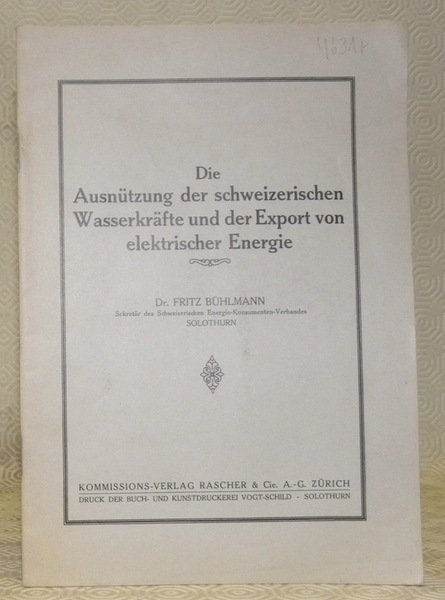 Die
Ausnützung der schweizerischen
Wasserkräfte und der Export von
elektrischer Energie
Dr. FRITZ BÜHLMANN
Sekretär des Schweizerischen Energie-Konsumenten-Verbandes
SOLOTHURN
KOMMISSIONS-VERLAG RASCHER & Cie. A.-G. ZÜRICH
DRUCK DER BUCH- UND KUNSTDRUCKEREI VOGT-SCHILD - SOLOTHURN